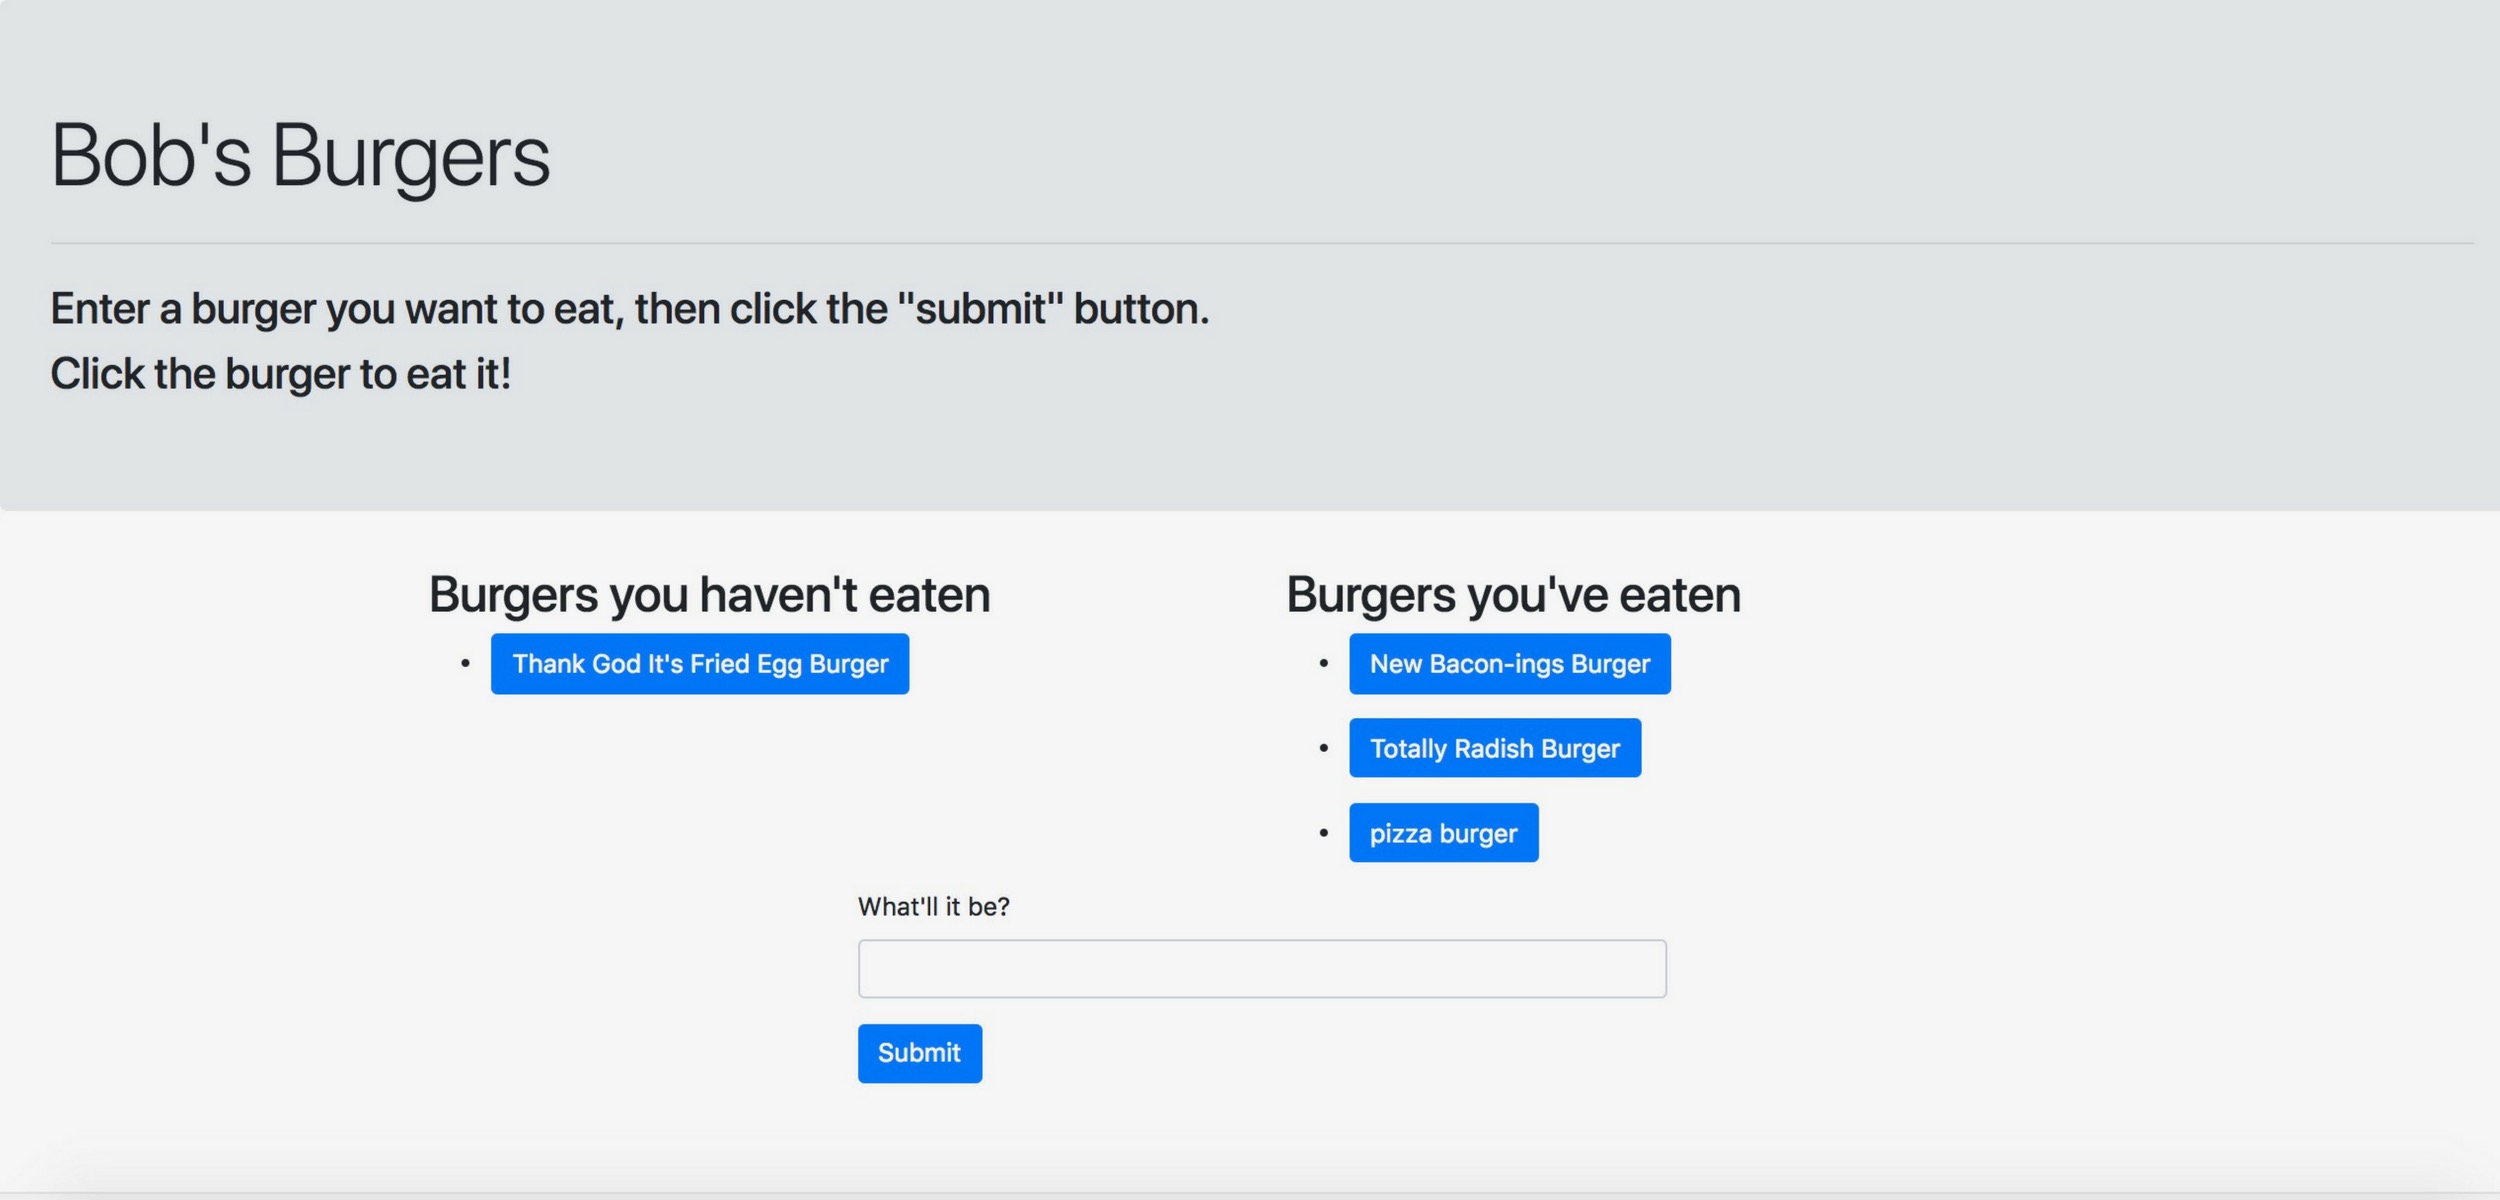 Bob's Burgers
Enter a burger you want to eat, then click the "submit" button.
Click the burger to eat it!
Burgers you haven't eaten
Thank God It's Fried Egg Burger
Burgers you've eaten
New Bacon-ings Burger
Totally Radish Burger
pizza burger
What'll it be?
Submit